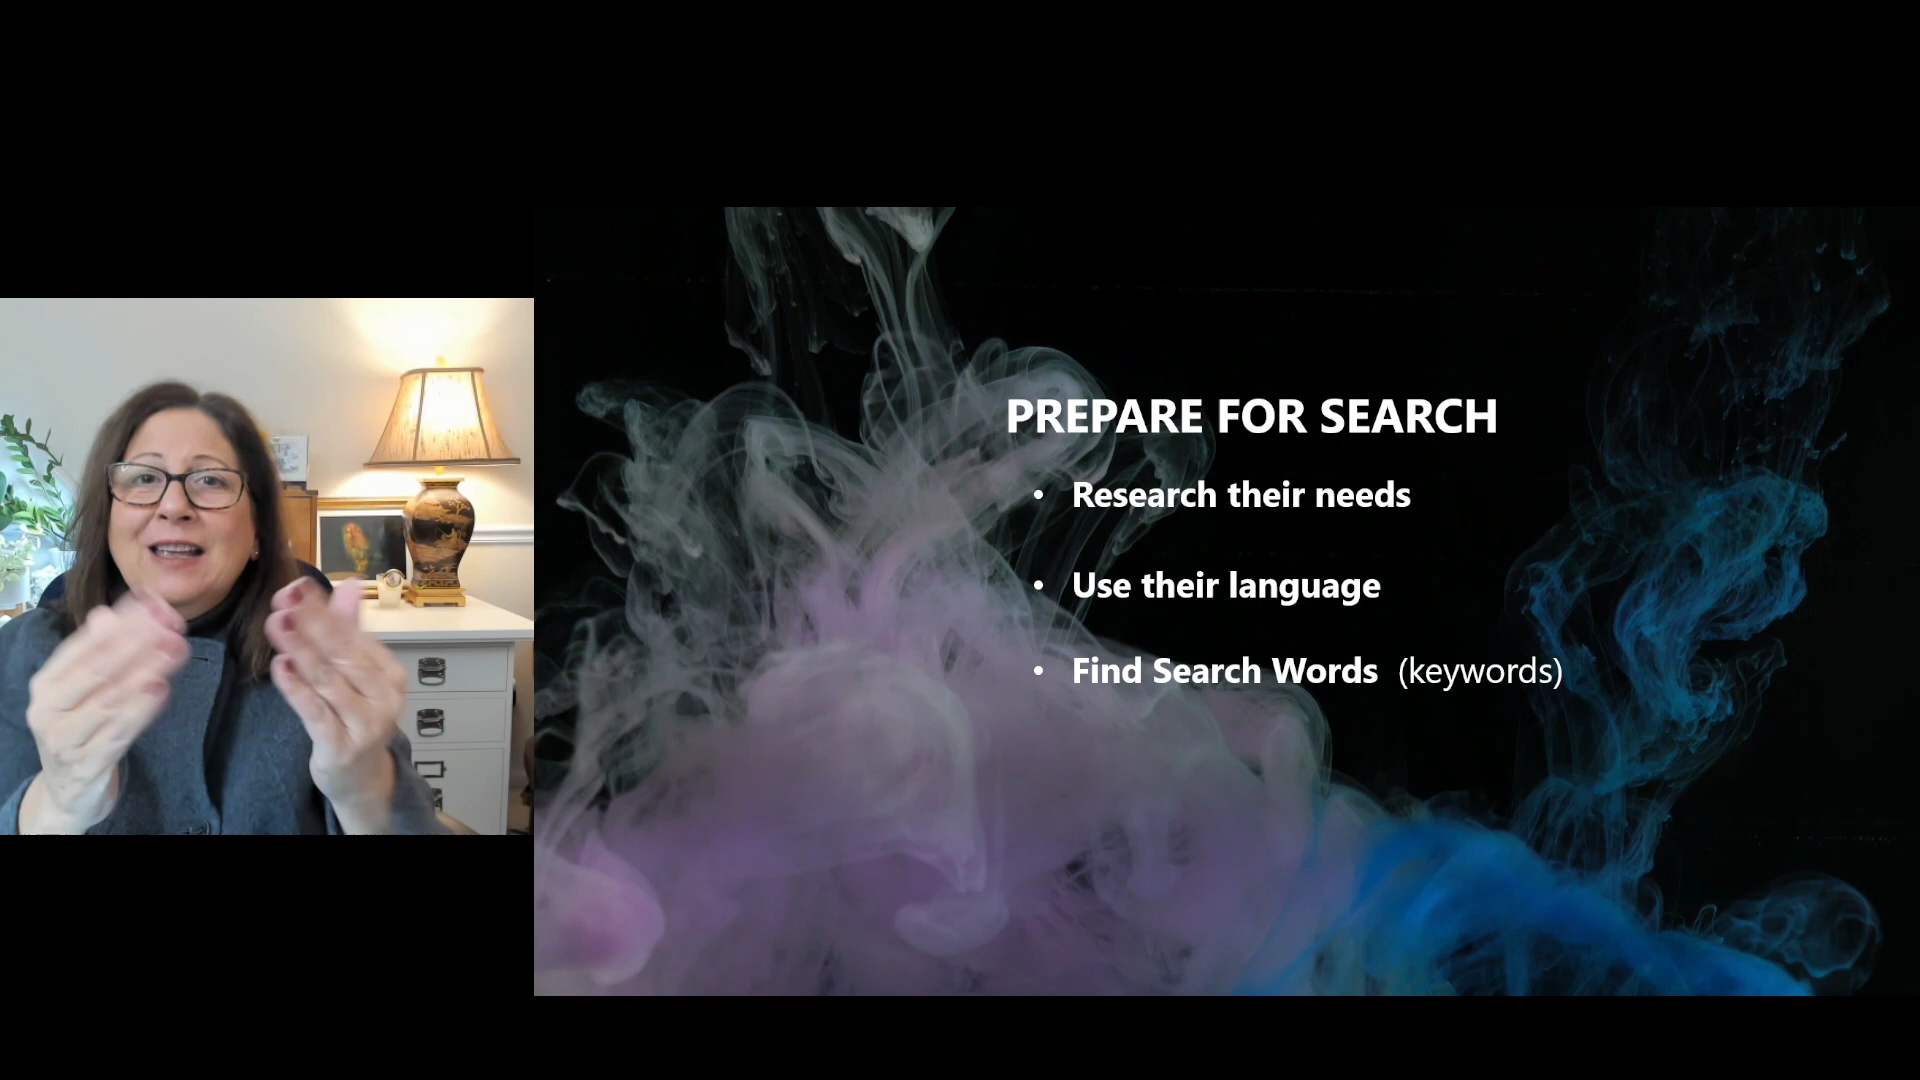 PREPARE FOR SEARCH
• Research their needs
• Use their language
• Find Search Words (keywords)